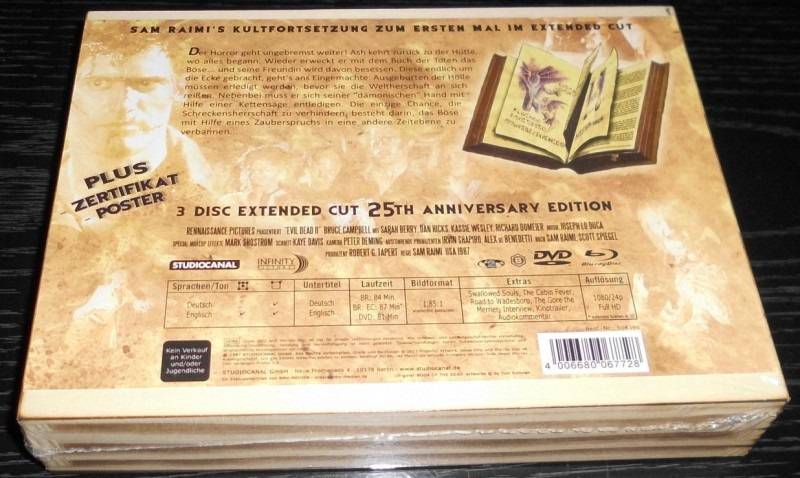 SAM RAIMI'S KULTFORTSETZUNG ZUM ERSTEN MAL IM EXTENDED CUT
Der Horror geht ungebremst weiter! Ash kehrt zurück zu der Hütte,
wo alles begann. Wieder erweckt er mit dem Buch der Toten das
Böse... und seine Freundin wird davon besessen. Diese endlich um
die Ecke gebracht, geht's ans Eingemachte. Ausgeburten der Hölle
müssen erledigt werden, bevor sie die Weltherschaft an sich
reißen. Nebenbei muss er sich seiner "dämonischen" Hand mit
Hilfe einer Kettensäge entledigen. Die einzige Chance, die
Schreckensherrschaft zu verhindern, besteht darin, das Böse
mit Hilfe eines Zauberspruchs in eine andere Zeitebene zu
verbannen.
PLUS
ZERTIFIKAT
POSTER
3 DISC EXTENDED CUT 25TH ANNIVERSARY EDITION
RENNAISSANCE PICTURES PRÄSENTIERT "EVIL DEAD II" BRUCE CAMPBELL MIT SARAH BERRY, DAN HICKS, KASSIE WESLEY, RICHARD DOMEIER MUSIK JOSEPH LO DUCA
SPECIAL MAKEUP EFFEKTE MARK SHOSTROM SCHNITT KAYE DAVIS KAMERA PETER DEMING AUSFÜHRENDE PRODUZENTEN IRVIN SHAPIRO, ALEX DE BENEDETTI BUCH SAM RAIMI, SCOTT SPIEGEL
PRODUZENT ROBERT G. TAPERT REGIE SAM RAIMI USA 1987
STUDIOCANAL INFINITY DVD Blu-ray Disc
Sprachen/Ton Untertitel Laufzeit Bildformat Extras Auflösung
Deutsch ✓ ✓ Deutsch BR: 84 Min. 1,85:1 Swallowed Souls, The Cabin Fever, 1080/24p
Englisch ✓ ✓ Englisch BR: EC: 87 Min* Road to Wadesboro, The Gore the Full HD
DVD: 81 Min Merrier, Interview, Kinotrailer,
Audiokommentar
Kein Verkauf
an Kinder
und/oder
Jugendliche
STUDIOCANAL GmbH · Neue Promenade 4 · 10178 Berlin · www.studiocanal.de
4 006680 067728